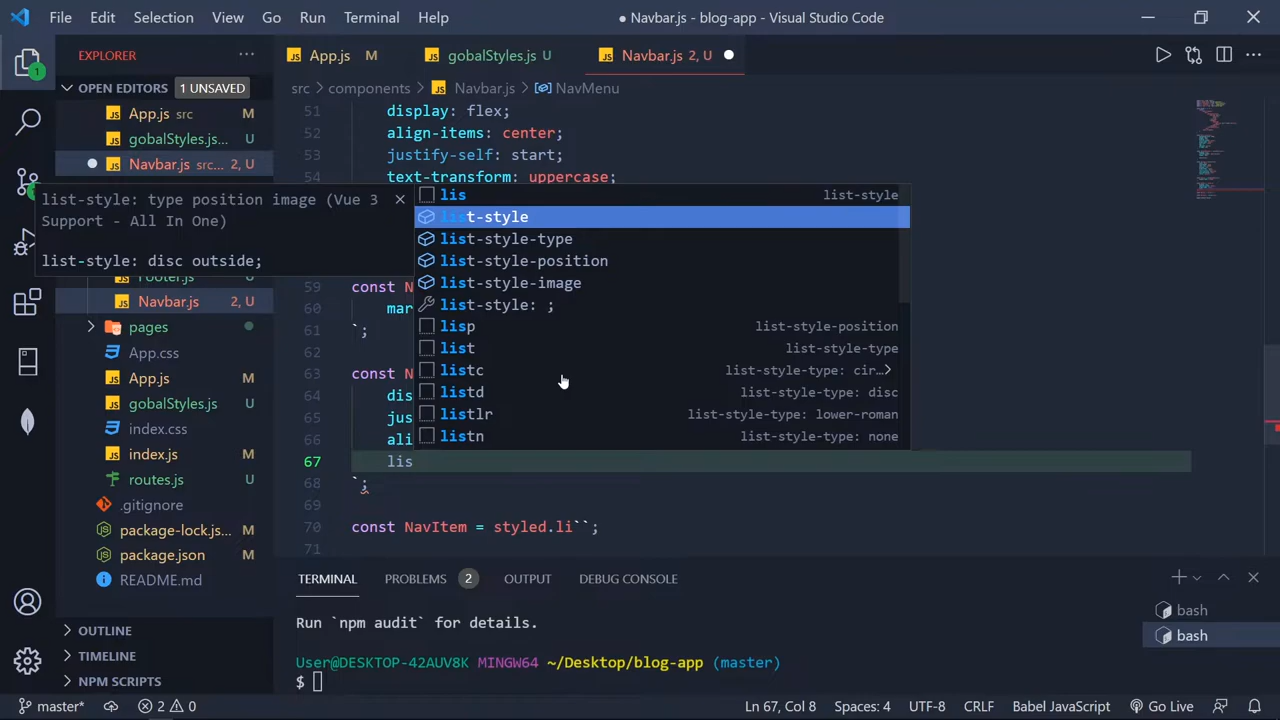 File Edit Selection View Go Run Terminal Help
● Navbar.js - blog-app - Visual Studio Code
EXPLORER
OPEN EDITORS 1 UNSAVED
App.js src M
gobalStyles.js... U
Navbar.js src... 2, U
Navbar.js 2, U
pages
App.css
App.js M
gobalStyles.js U
index.css
index.js M
routes.js U
.gitignore
package-lock.js... M
package.json M
README.md
OUTLINE
TIMELINE
NPM SCRIPTS
1
App.js M
gobalStyles.js U
Navbar.js 2, U
src > components > Navbar.js > NavMenu
51 display: flex;
52 align-items: center;
53 justify-self: start;
54 text-transform: uppercase;
list-style: type position image (Vue 3
Support - All In One)
list-style: disc outside;
lis list-style
list-style
list-style-type
list-style-position
list-style-image
list-style: ;
lisp list-style-position
list list-style-type
listc list-style-type: cir...>
listd list-style-type: disc
listlr list-style-type: lower-roman
listn list-style-type: none
59 const N
60 mar
61 `;
62
63 const N
64 dis
65 jus
66 ali
67 lis
68 `;
69
70 const NavItem = styled.li``;
71
TERMINAL PROBLEMS 2 OUTPUT DEBUG CONSOLE
Run `npm audit` for details.
User@DESKTOP-42AUV8K MINGW64 ~/Desktop/blog-app (master)
$
bash
bash
master* 2 0
Ln 67, Col 8 Spaces: 4 UTF-8 CRLF Babel JavaScript Go Live